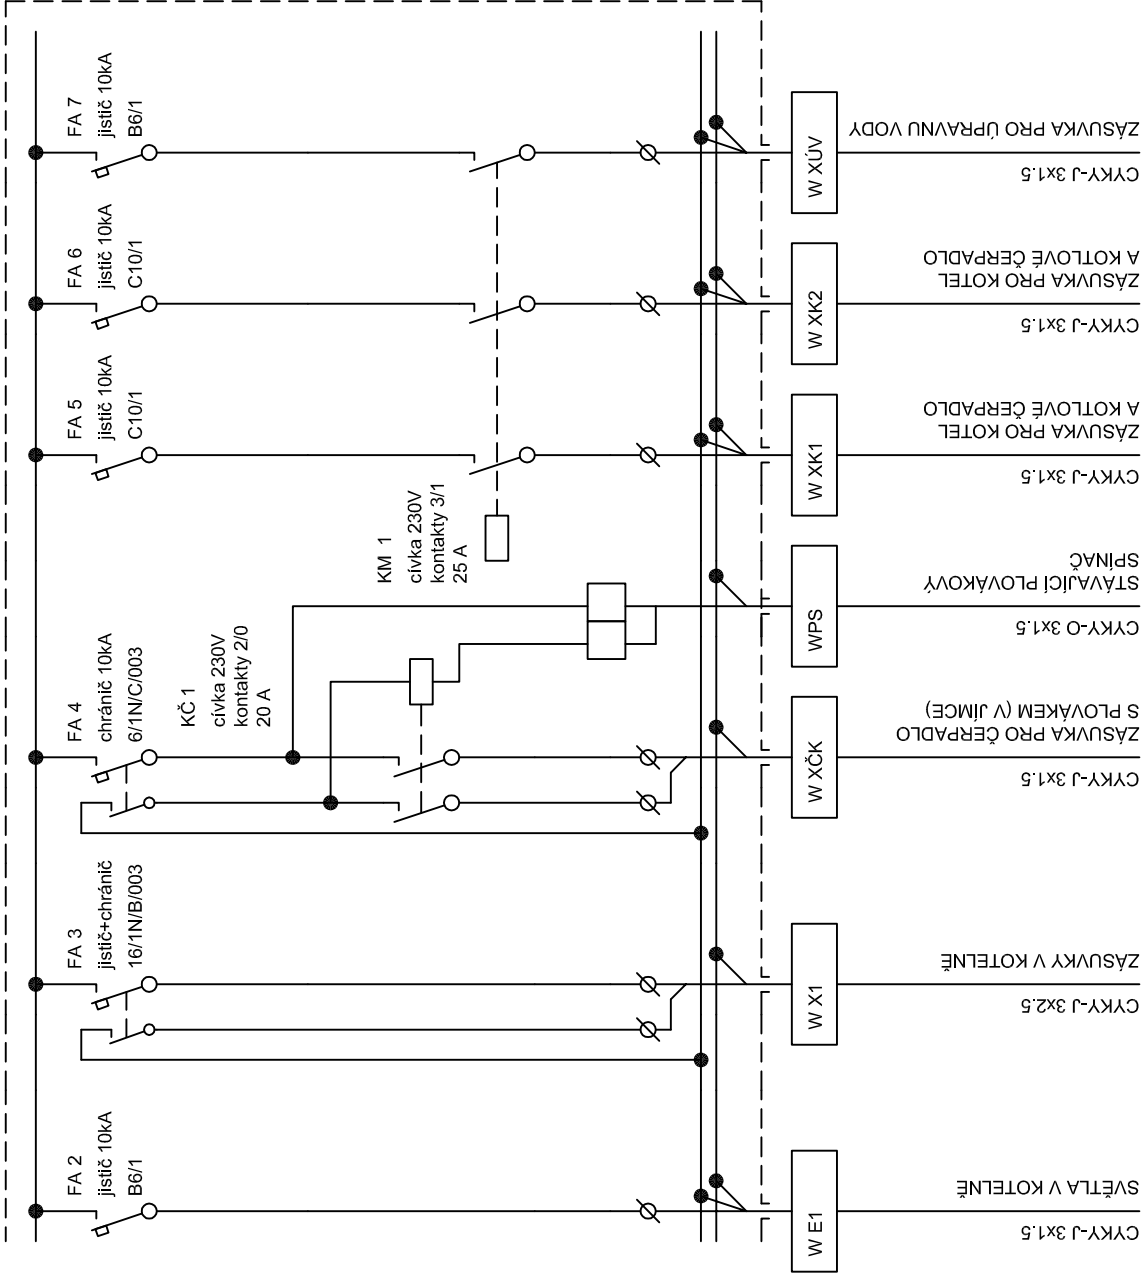 FA 2
jistič 10kA
B6/1
FA 3
jistič+chránič
16/1N/B/003
FA 4
chránič 10kA
6/1N/C/003
KČ 1
cívka 230V
kontakty 2/0
20 A
KM 1
cívka 230V
kontakty 3/1
25 A
FA 5
jistič 10kA
C10/1
FA 6
jistič 10kA
C10/1
FA 7
jistič 10kA
B6/1
W E1
W X1
W XČK
WPS
W XK1
W XK2
W XÚV
CYKY-J 3x1.5
SVĚTLA V KOTELNĚ
CYKY-J 3x2.5
ZÁSUVKY V KOTELNĚ
CYKY-J 3x1.5
ZÁSUVKA PRO ČERPADLO
S PLOVÁKEM (V JÍMCE)
CYKY-O 3x1.5
STÁVAJÍCÍ PLOVÁKOVÝ
SPÍNAČ
CYKY-J 3x1.5
ZÁSUVKA PRO KOTEL
A KOTLOVÉ ČERPADLO
CYKY-J 3x1.5
ZÁSUVKA PRO KOTEL
A KOTLOVÉ ČERPADLO
CYKY-J 3x1.5
ZÁSUVKA PRO ÚPRAVNU VODY